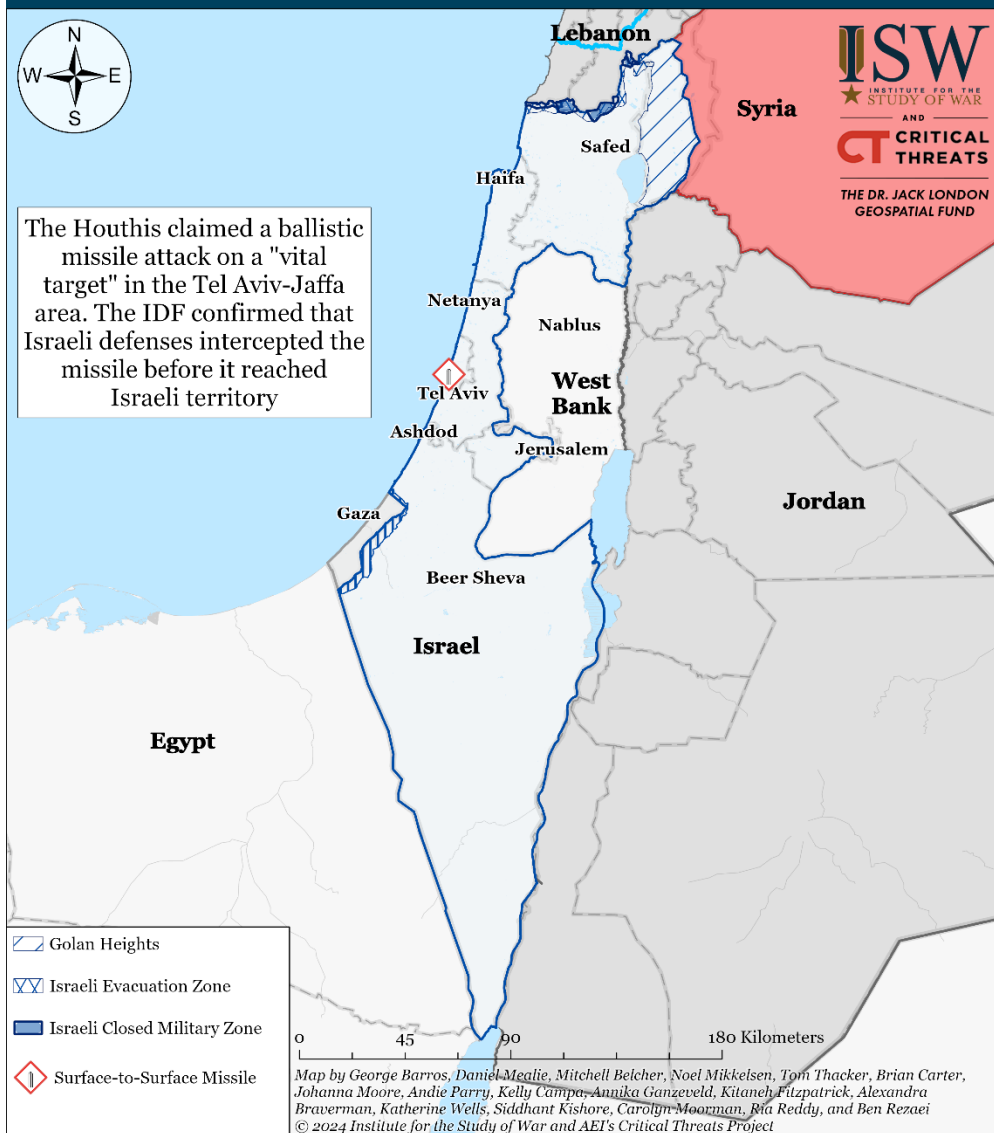 N
W
E
S
Lebanon
ISW
INSTITUTE FOR THE
STUDY OF WAR
AND
CT CRITICAL
THREATS
THE DR. JACK LONDON
GEOSPATIAL FUND
Syria
Safed
Haifa
The Houthis claimed a ballistic
missile attack on a "vital
target" in the Tel Aviv-Jaffa
area. The IDF confirmed that
Israeli defenses intercepted the
missile before it reached
Israeli territory
Netanya
Nablus
West
Bank
Tel Aviv
Ashdod
Jerusalem
Gaza
Jordan
Beer Sheva
Israel
Egypt
Golan Heights
Israeli Evacuation Zone
Israeli Closed Military Zone
Surface-to-Surface Missile
0 45 90 180 Kilometers
Map by George Barros, Daniel Mealie, Mitchell Belcher, Noel Mikkelsen, Tom Thacker, Brian Carter,
Johanna Moore, Andie Parry, Kelly Campa, Annika Ganzeveld, Kitaneh Fitzpatrick, Alexandra
Braverman, Katherine Wells, Siddhant Kishore, Carolyn Moorman, Ria Reddy, and Ben Rezaei
© 2024 Institute for the Study of War and AEI's Critical Threats Project